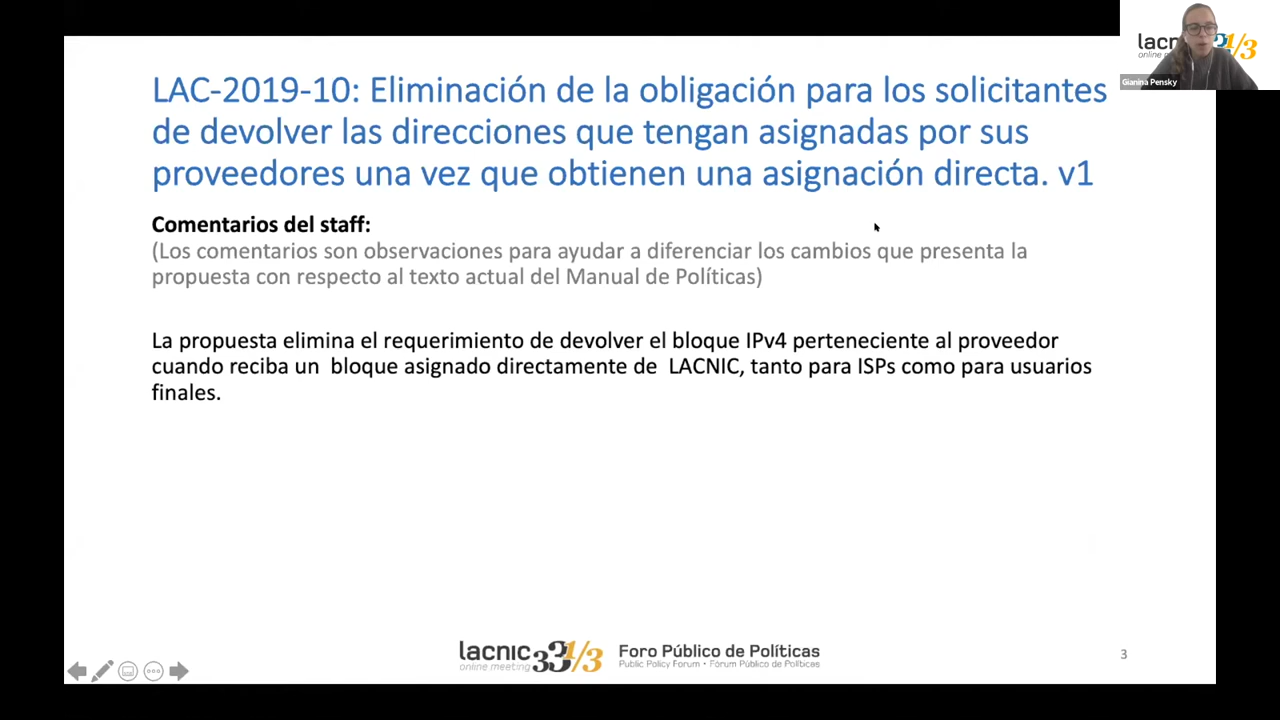 LAC-2019-10: Eliminación de la obligación para los solicitantes
de devolver las direcciones que tengan asignadas por sus
proveedores una vez que obtienen una asignación directa. v1
Comentarios del staff:
(Los comentarios son observaciones para ayudar a diferenciar los cambios que presenta la
propuesta con respecto al texto actual del Manual de Políticas)
La propuesta elimina el requerimiento de devolver el bloque IPv4 perteneciente al proveedor
cuando reciba un bloque asignado directamente de LACNIC, tanto para ISPs como para usuarios
finales.
lacnic 33 1/3
online meeting
Foro Público de Políticas
Public Policy Forum · Fórum Público de Políticas
3
Gianina Pensky